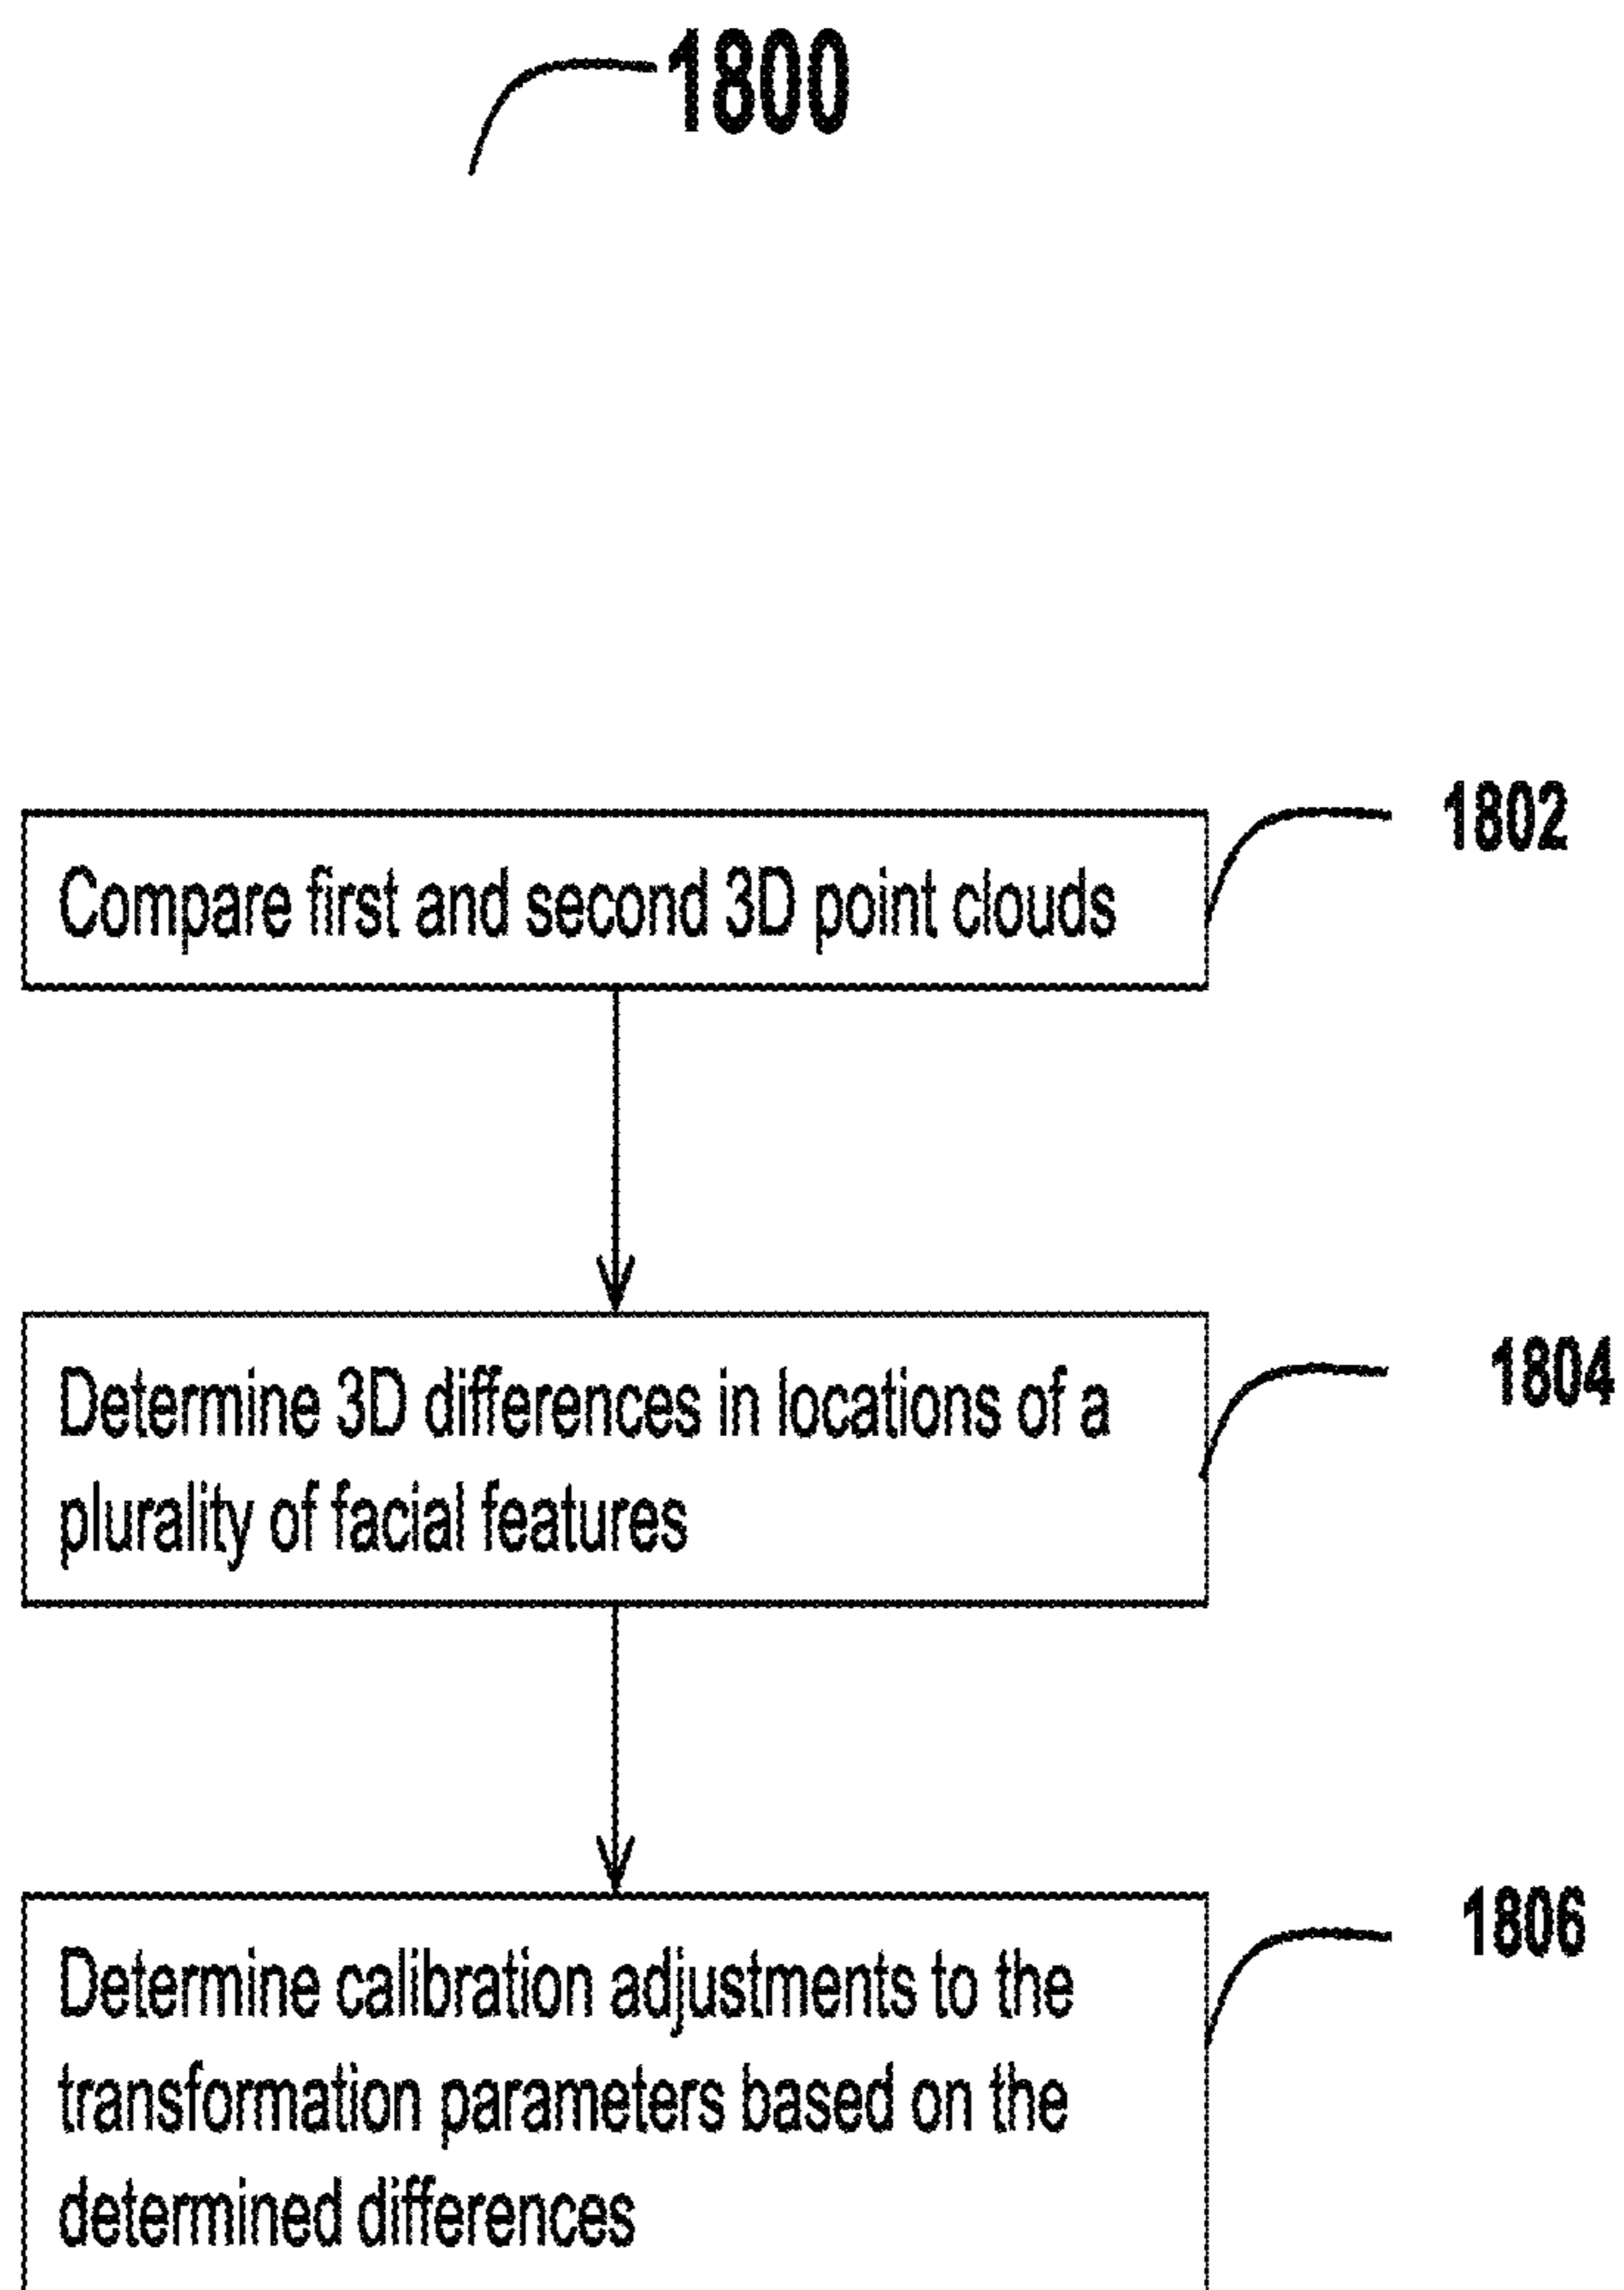 1800
Compare first and second 3D point clouds
1802
Determine 3D differences in locations of a
plurality of facial features
1804
Determine calibration adjustments to the
transformation parameters based on the
determined differences
1806